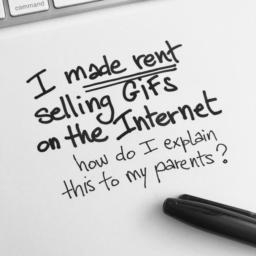 command
I made rent
selling GIFs
on the Internet
how do I explain
this to my parents?